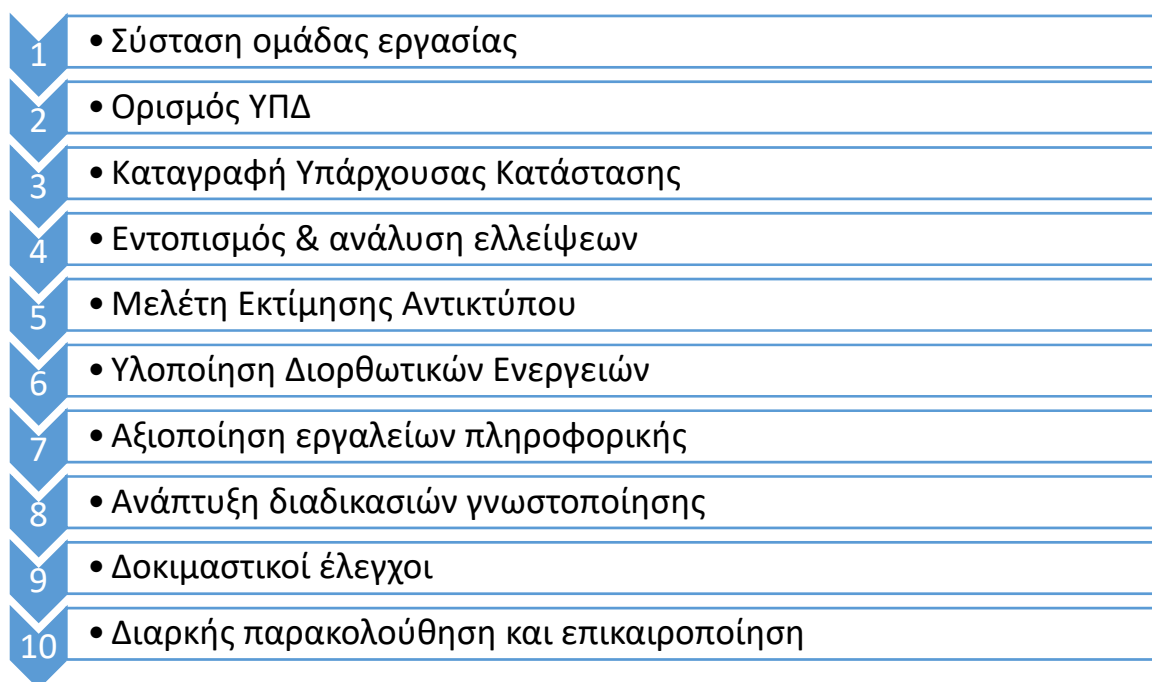 1 • Σύσταση ομάδας εργασίας
2 • Ορισμός ΥΠΔ
3 • Καταγραφή Υπάρχουσας Κατάστασης
4 • Εντοπισμός & ανάλυση ελλείψεων
5 • Μελέτη Εκτίμησης Αντικτύπου
6 • Υλοποίηση Διορθωτικών Ενεργειών
7 • Αξιοποίηση εργαλείων πληροφορικής
8 • Ανάπτυξη διαδικασιών γνωστοποίησης
9 • Δοκιμαστικοί έλεγχοι
10 • Διαρκής παρακολούθηση και επικαιροποίηση